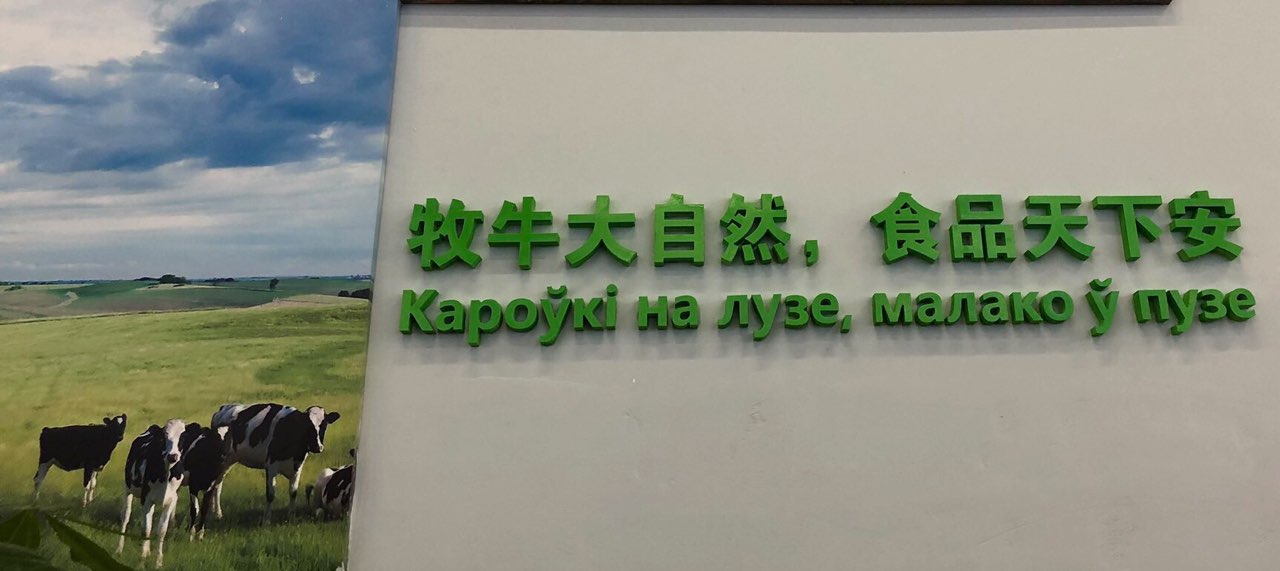 牧牛大自然，食品天下安
Кароўкі на лузе, малако ў пузе